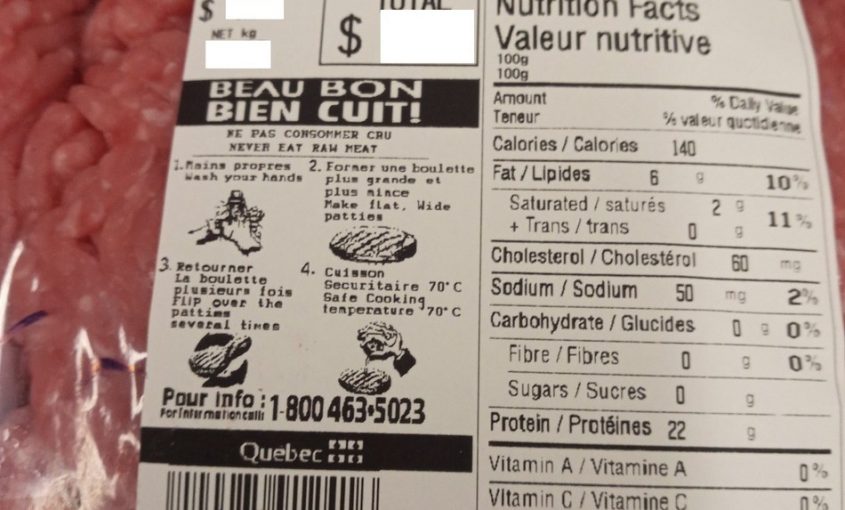 $
NET kg
TOTAL
$
BEAU BON
BIEN CUIT!
NE PAS CONSOMMER CRU
NEVER EAT RAW MEAT
1. Mains propres
Wash your hands
2. Former une boulette
plus grande et
plus mince
Make flat, Wide
patties
3. Retourner
La boulette
plusieurs fois
Flip over the
patties
several times
4. Cuisson
Securitaire 70°C
Safe Cooking
temperature 70°C
Pour info :
For information call: 1-800 463-5023
Quebec
Nutrition Facts
Valeur nutritive
100g
100g
Amount % Daily Value
Teneur % valeur quotidienne
Calories / Calories 140
Fat / Lipides 6 g 10%
Saturated / saturés 2 g
+ Trans / trans 0 g 11%
Cholesterol / Cholestérol 60 mg
Sodium / Sodium 50 mg 2%
Carbohydrate / Glucides 0 g 0%
Fibre / Fibres 0 g 0%
Sugars / Sucres 0 g
Protein / Protéines 22 g
Vitamin A / Vitamine A 0%
Vitamin C / Vitamine C 0%